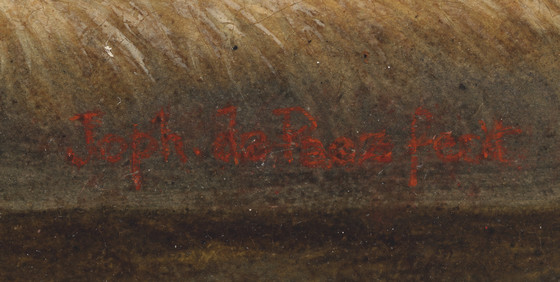 Joph. de Paez fecit